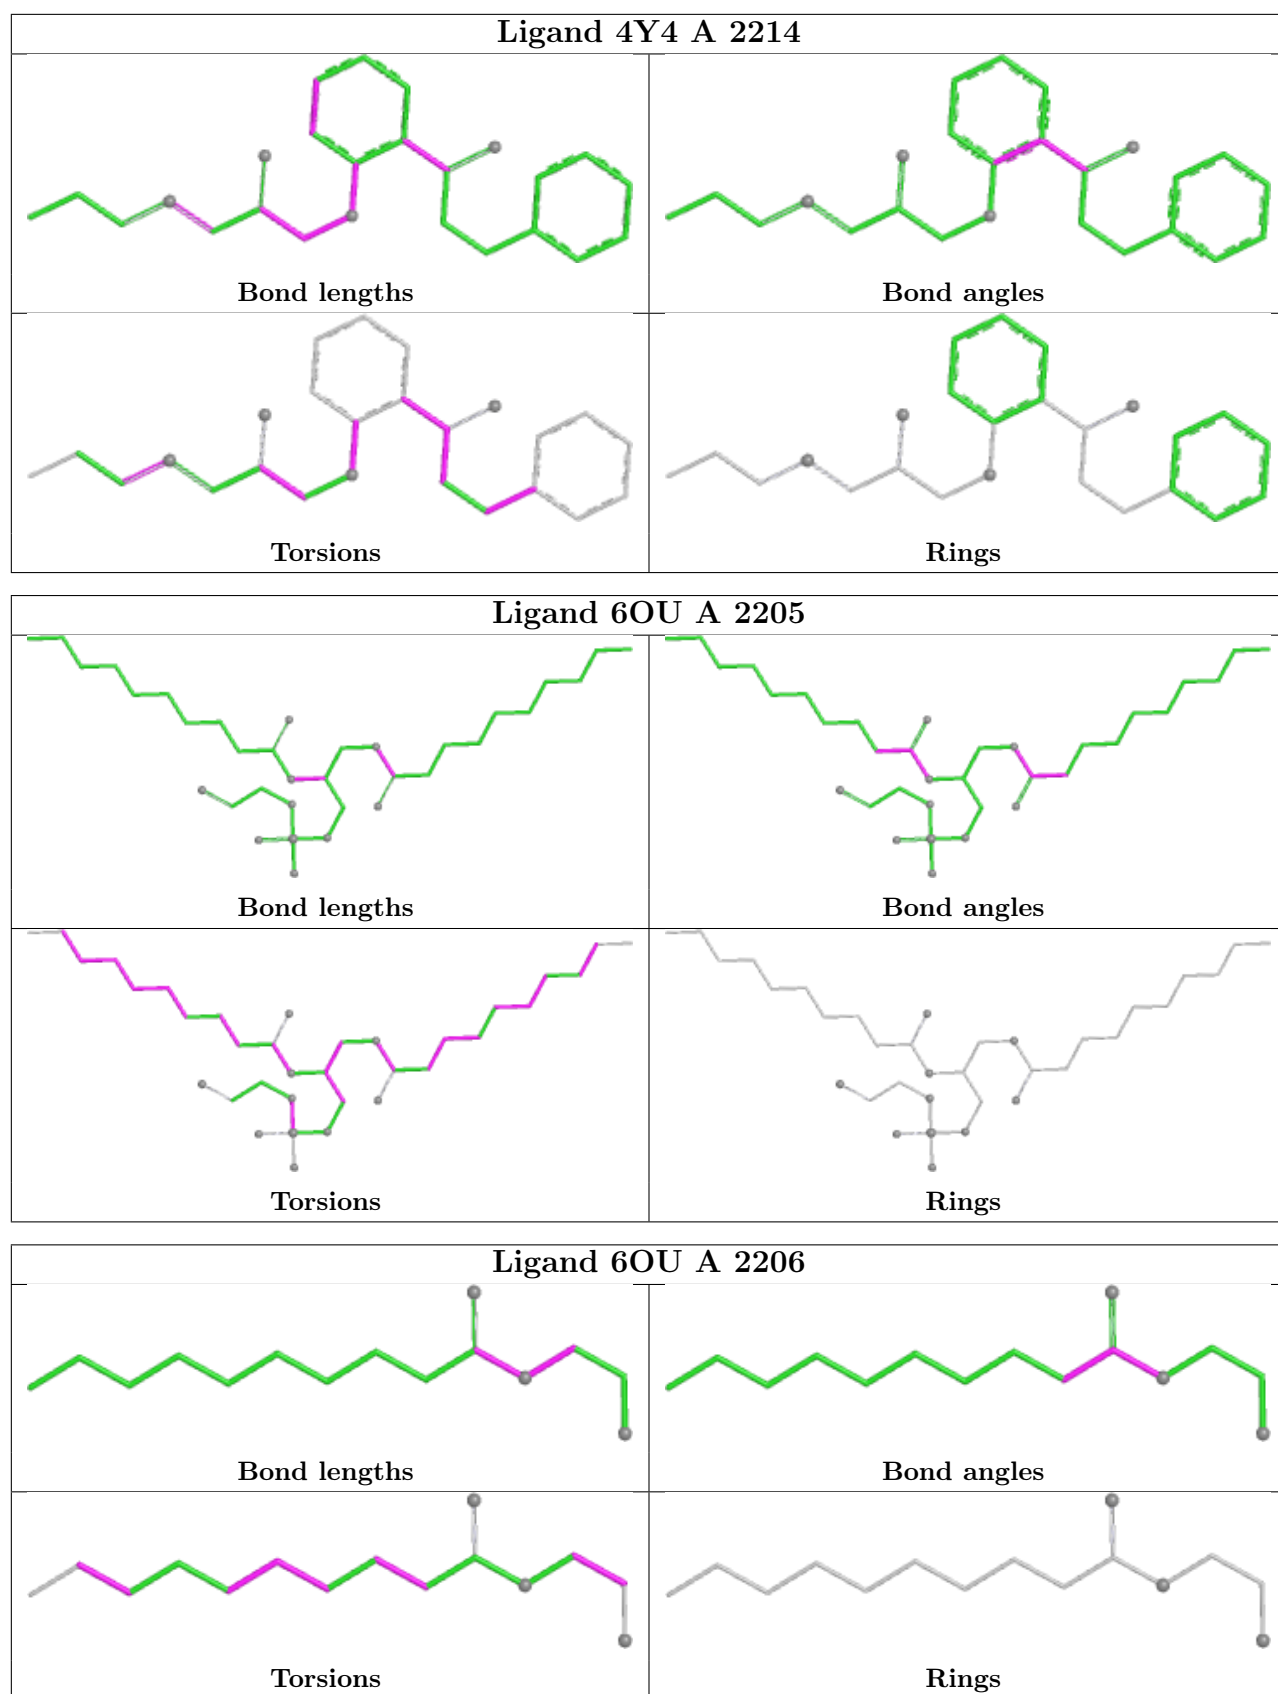 Ligand 4Y4 A 2214
Bond lengths
Bond angles
Torsions
Rings
Ligand 6OU A 2205
Bond lengths
Bond angles
Torsions
Rings
Ligand 6OU A 2206
Bond lengths
Bond angles
Torsions
Rings